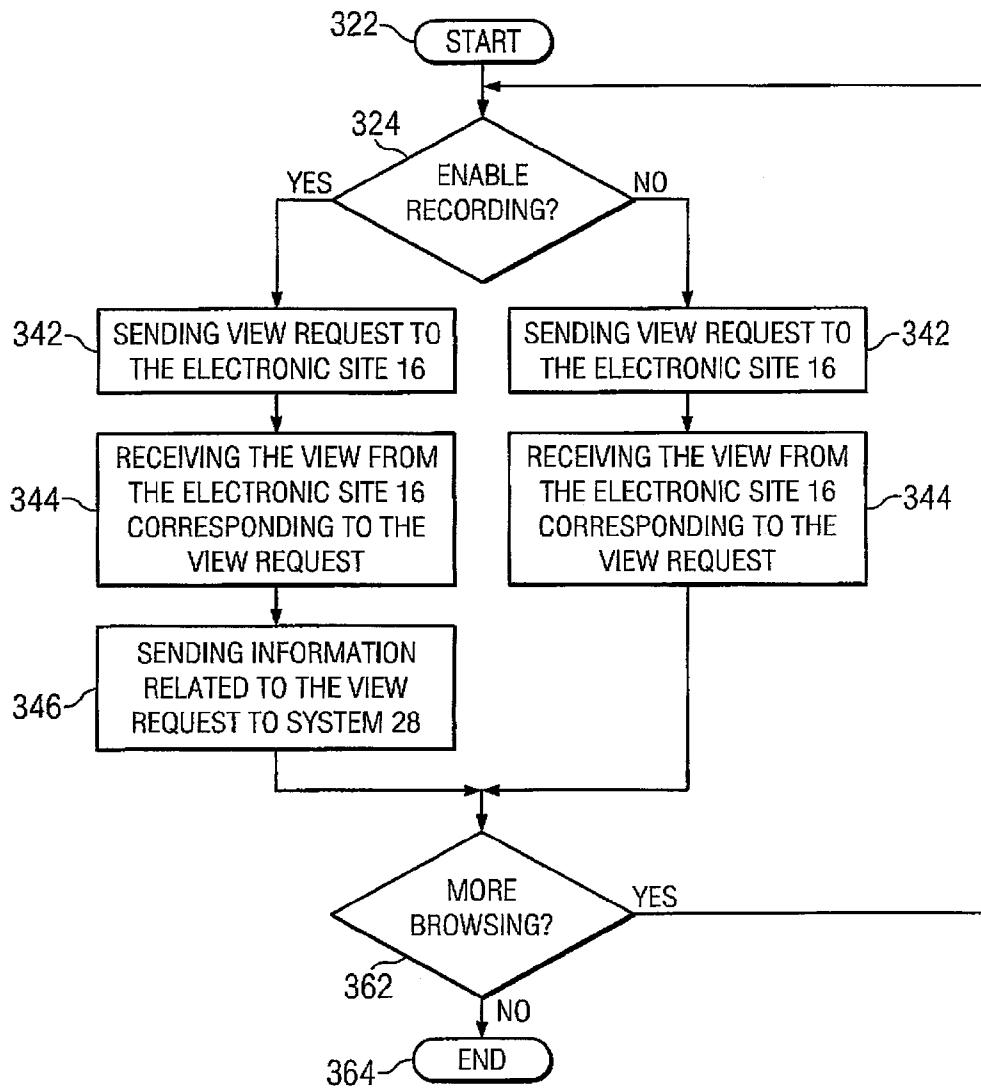 322
START
324
ENABLE
RECORDING?
YES
NO
342
SENDING VIEW REQUEST TO
THE ELECTRONIC SITE 16
SENDING VIEW REQUEST TO
THE ELECTRONIC SITE 16
342
344
RECEIVING THE VIEW FROM
THE ELECTRONIC SITE 16
CORRESPONDING TO THE
VIEW REQUEST
RECEIVING THE VIEW FROM
THE ELECTRONIC SITE 16
CORRESPONDING TO THE
VIEW REQUEST
344
346
SENDING INFORMATION
RELATED TO THE VIEW
REQUEST TO SYSTEM 28
MORE
BROWSING?
YES
362
NO
364
END